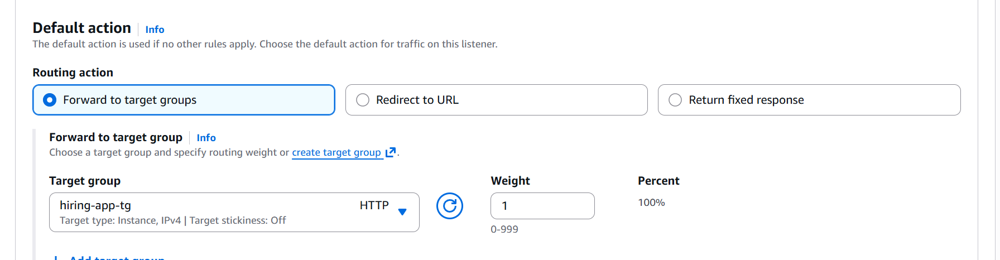 Default action
Info
The default action is used if no other rules apply. Choose the default action for traffic on this listener.
Routing action
Forward to target groups
Redirect to URL
Return fixed response
Forward to target group
Info
Choose a target group and specify routing weight or create target group .
Target group
Weight
Percent
hiring-app-tg
HTTP
1
100%
Target type: Instance, IPv4 | Target stickiness: Off
0-999
Add target group